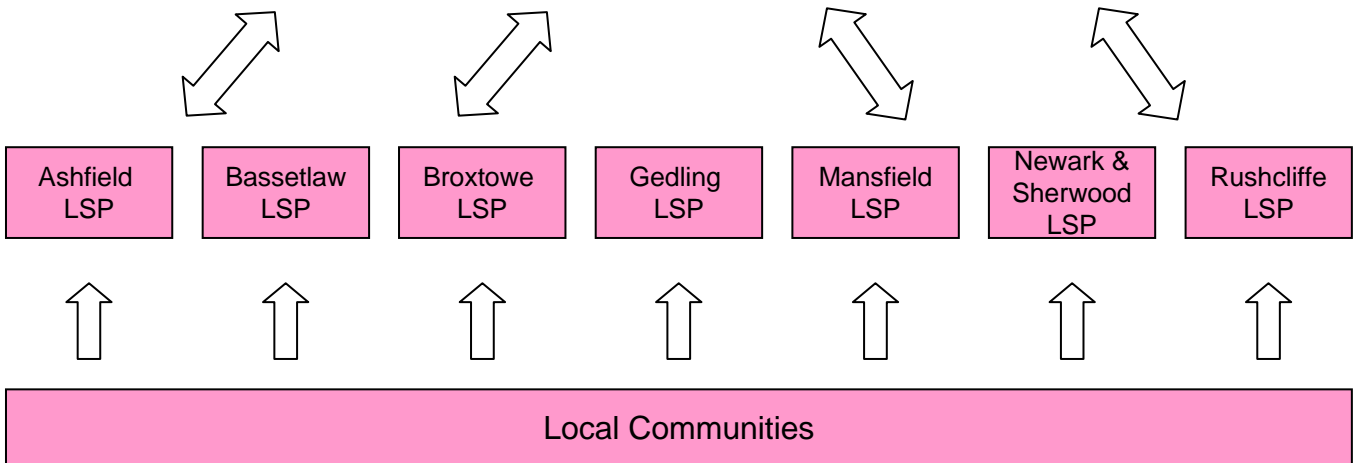 Ashfield
LSP
Bassetlaw
LSP
Broxtowe
LSP
Gedling
LSP
Mansfield
LSP
Newark &
Sherwood
LSP
Rushcliffe
LSP
Local Communities